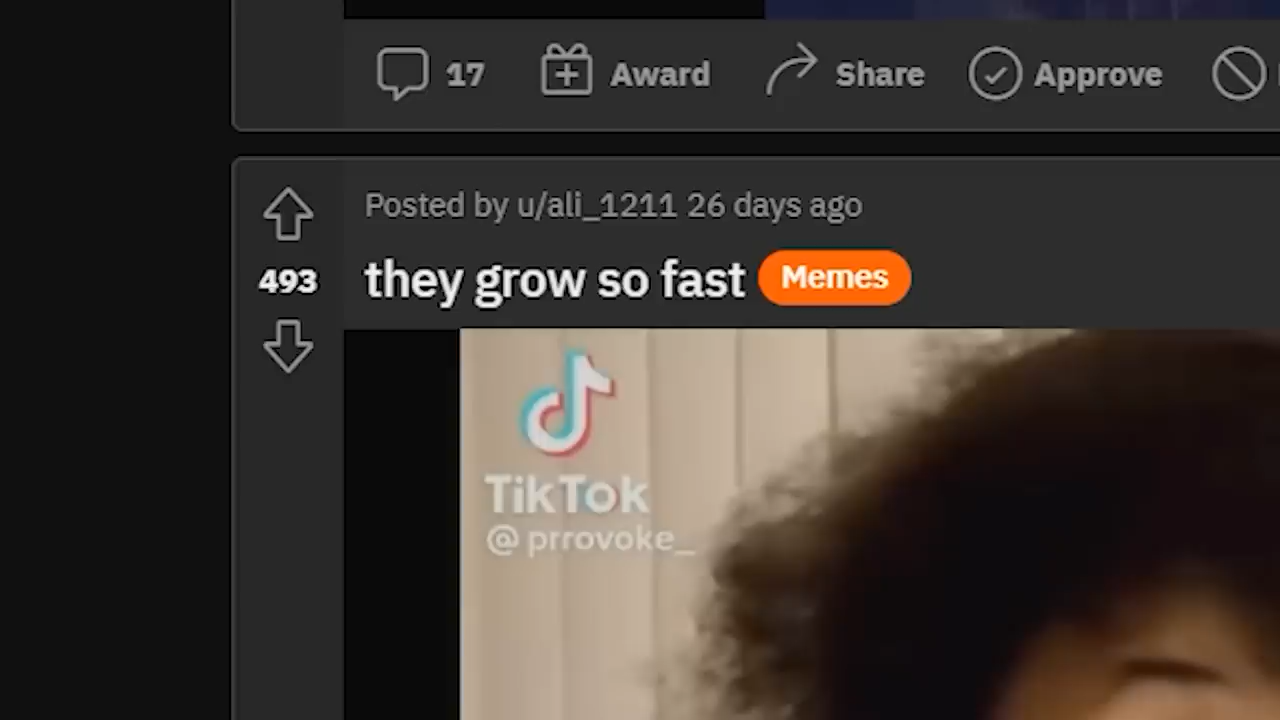 17 Award Share Approve
Posted by u/ali_1211 26 days ago
493
they grow so fast Memes
TikTok
@prrovoke_